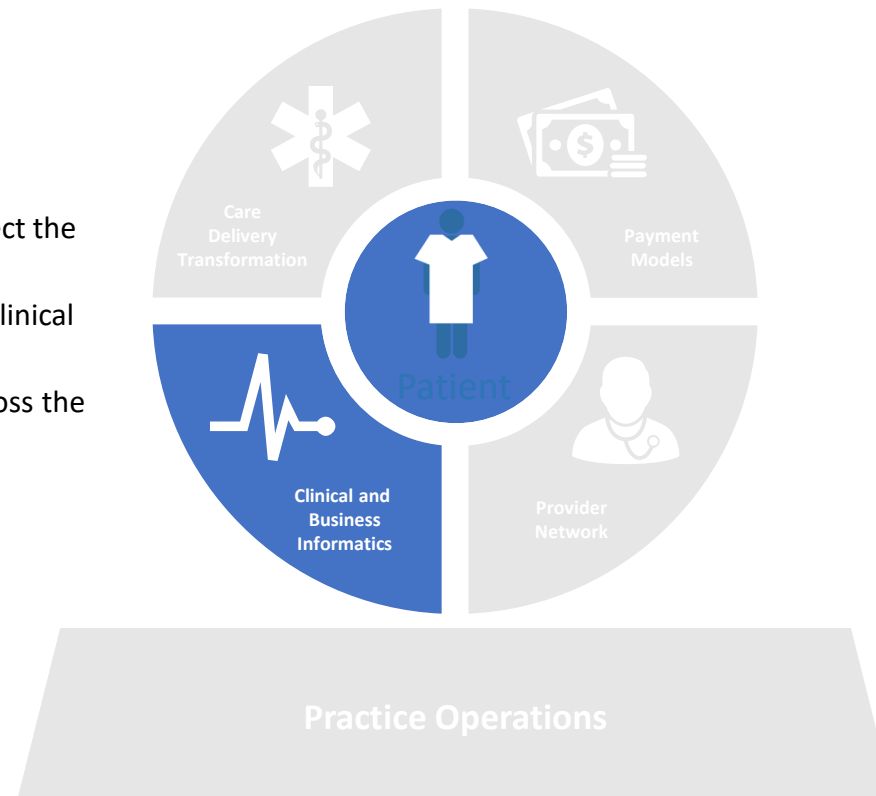 ct the
linical
oss the
Care
Delivery
Transformation
Payment
Models
$
Patient
Clinical and
Business
Informatics
Provider
Network
Practice Operations